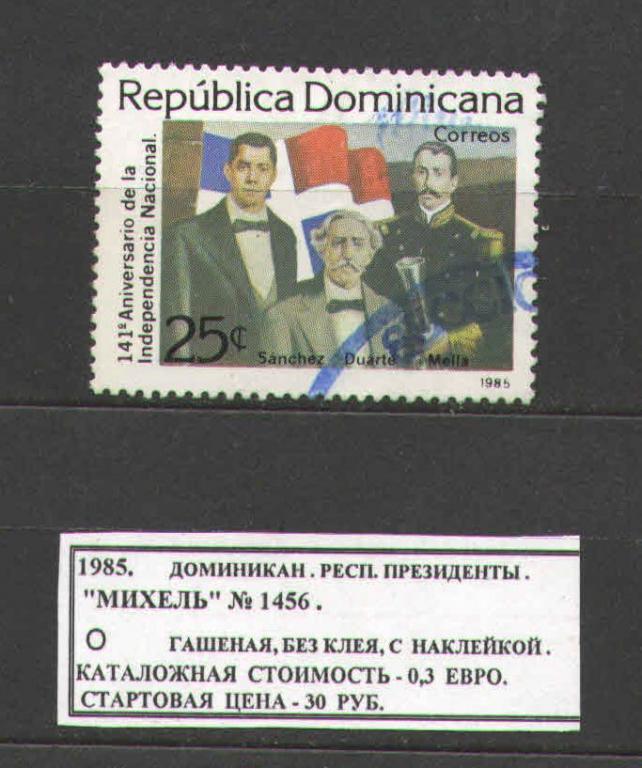 República Dominicana
Correos
141º Aniversario de la
Independencia Nacional.
25¢
Sánchez Duarte Mella
1985
1985. ДОМИНИКАН. РЕСП. ПРЕЗИДЕНТЫ.
"МИХЕЛЬ" № 1456.
О ГАШЕНАЯ, БЕЗ КЛЕЯ, С НАКЛЕЙКОЙ.
КАТАЛОЖНАЯ СТОИМОСТЬ - 0,3 ЕВРО.
СТАРТОВАЯ ЦЕНА - 30 РУБ.